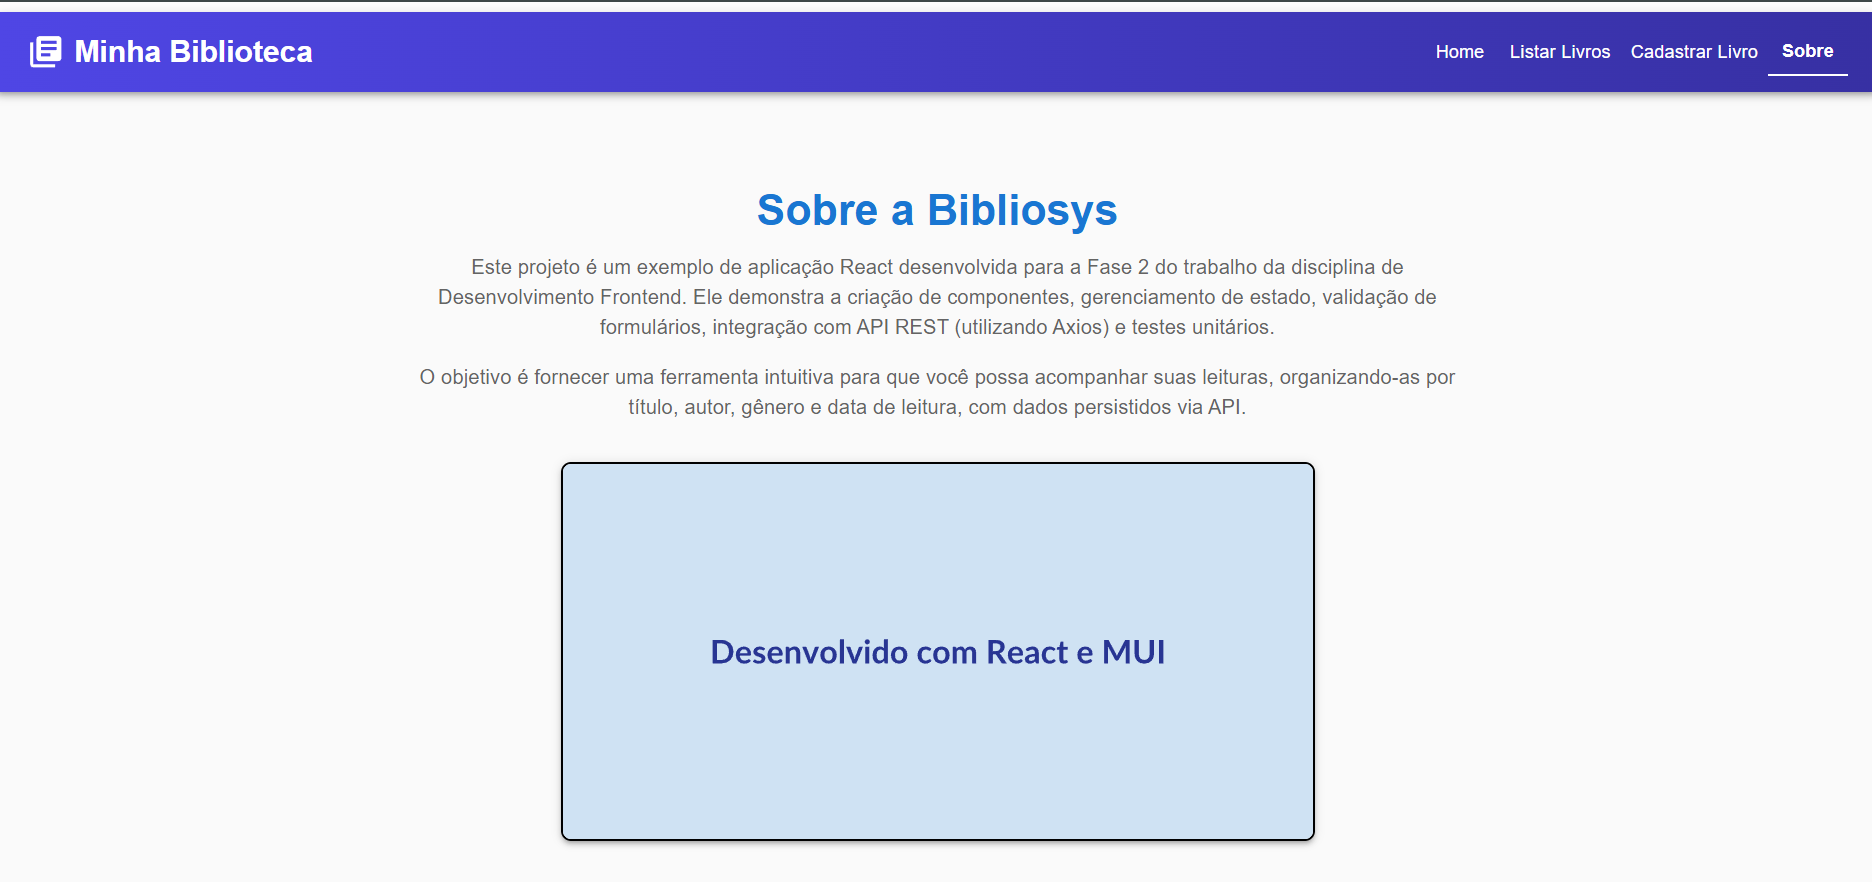 Minha Biblioteca
Home
Listar Livros
Cadastrar Livro
Sobre
Sobre a Bibliosys
Este projeto é um exemplo de aplicação React desenvolvida para a Fase 2 do trabalho da disciplina de
Desenvolvimento Frontend. Ele demonstra a criação de componentes, gerenciamento de estado, validação de
formulários, integração com API REST (utilizando Axios) e testes unitários.
O objetivo é fornecer uma ferramenta intuitiva para que você possa acompanhar suas leituras, organizando-as por
título, autor, gênero e data de leitura, com dados persistidos via API.
Desenvolvido com React e MUI